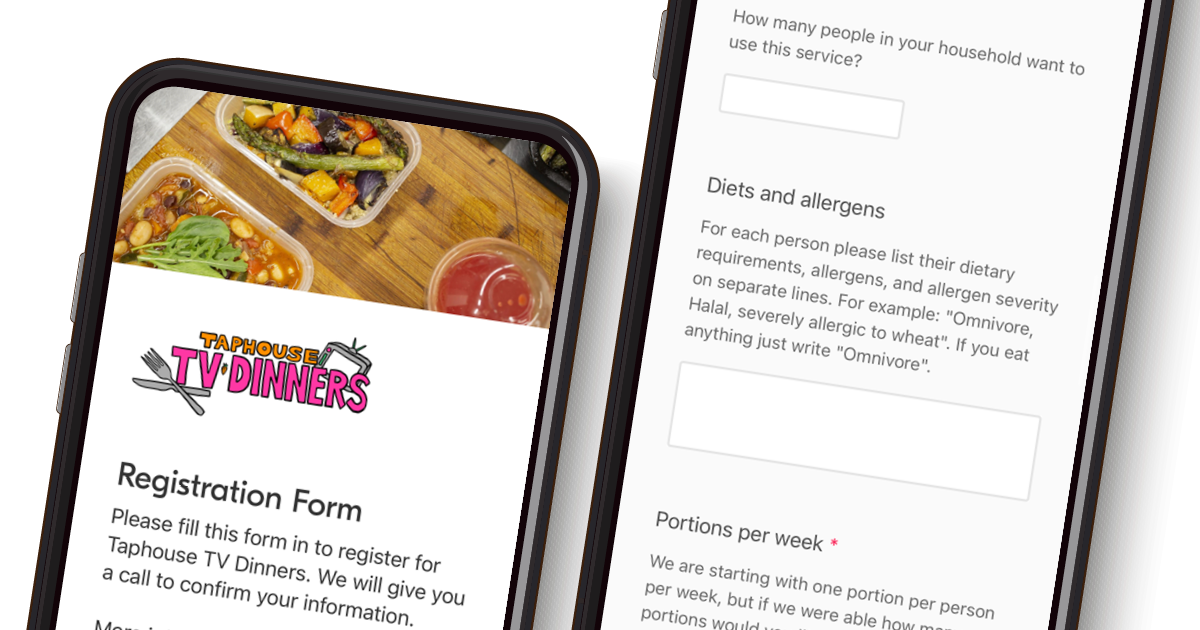 TAPHOUSE
TV DINNERS
Registration Form
Please fill this form in to register for
Taphouse TV Dinners. We will give you
a call to confirm your information.
How many people in your household want to
use this service?
Diets and allergens
For each person please list their dietary
requirements, allergens, and allergen severity
on separate lines. For example: "Omnivore,
Halal, severely allergic to wheat". If you eat
anything just write "Omnivore".
Portions per week *
We are starting with one portion per person
per week, but if we were able how
portions would